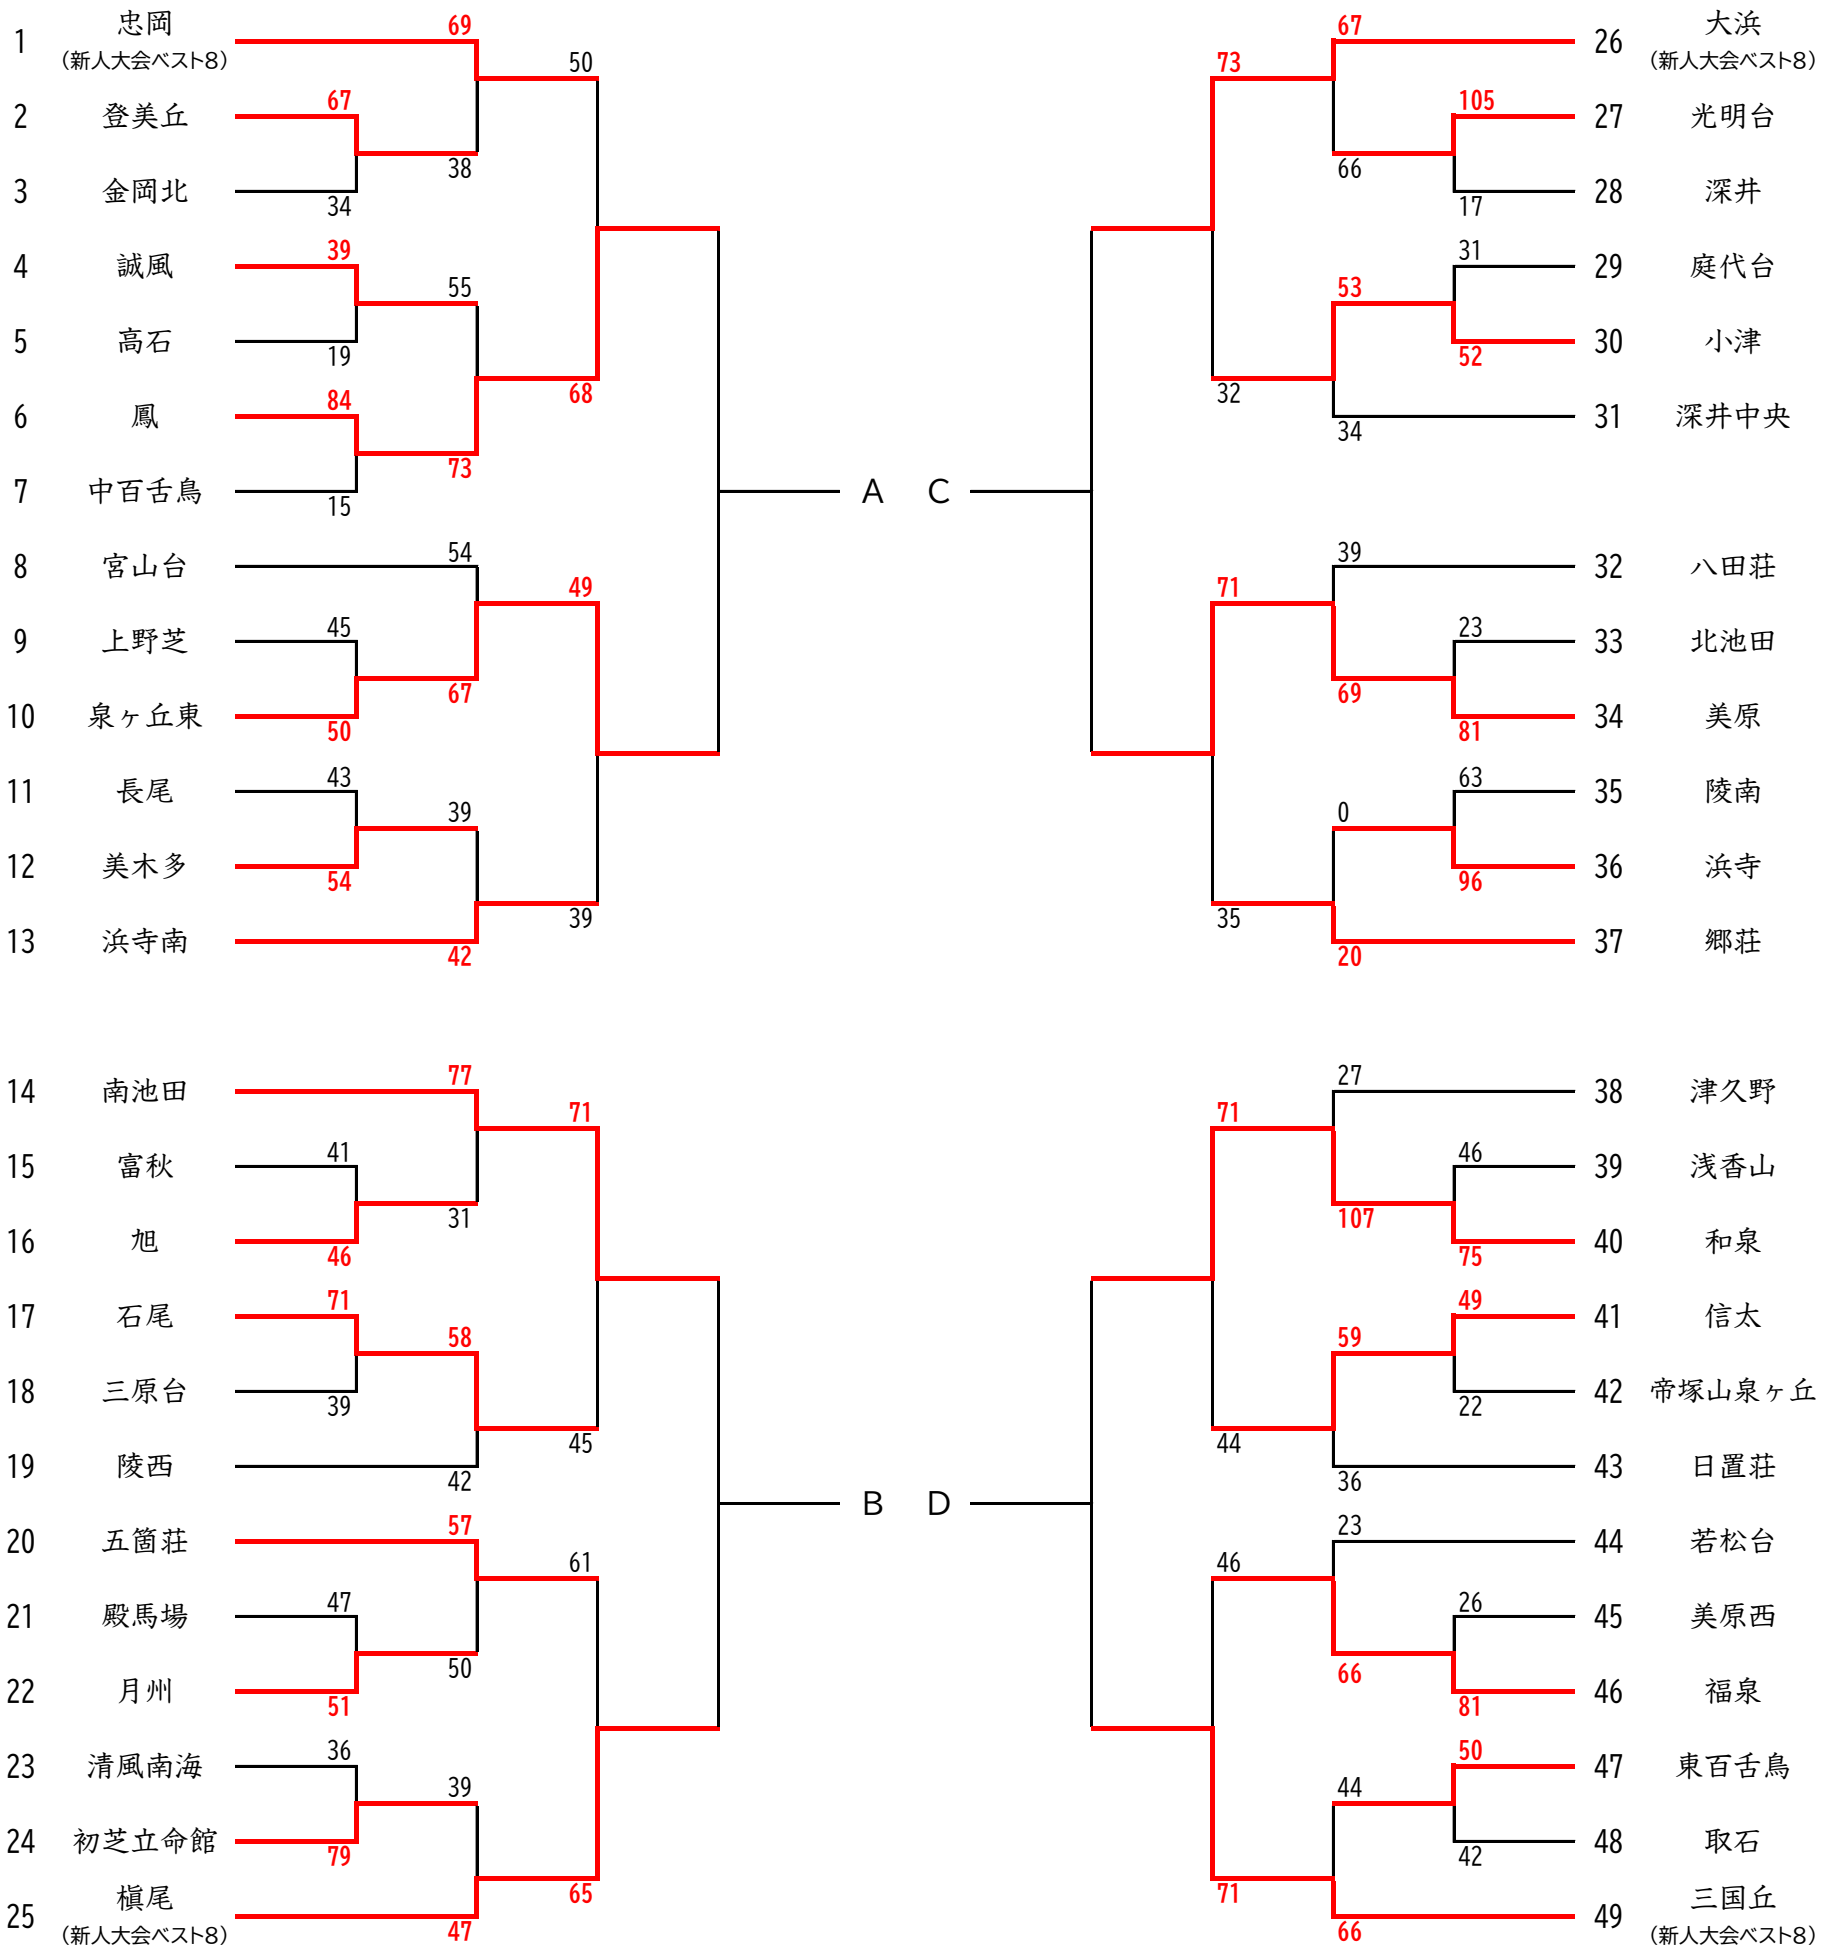 1 忠岡 69
(新人大会ベスト8) 50
2 登美丘 67
38
3 金岡北 34
4 誠風 39
55
5 高石 19
6 鳳 84
68
73
7 中百舌鳥 15
A
8 宮山台 54
49
9 上野芝 45
67
10 泉ヶ丘東 50
11 長尾 43
39
12 美木多 54
39
13 浜寺南 42
14 南池田 77
71
15 富秋 41
31
16 旭 46
17 石尾 71
58
18 三原台 39
45
19 陵西 42
B
20 五箇荘 57
61
21 殿馬場 47
50
22 月州 51
23 清風南海 36
39
24 初芝立命館 79
65
25 槇尾 47
(新人大会ベスト8)
67 26 大浜
73 (新人大会ベスト8)
105 27 光明台
66
17 28 深井
31 29 庭代台
53
52 30 小津
32
34 31 深井中央
C
39 32 八田荘
71
23 33 北池田
69
81 34 美原
63 35 陵南
0
96 36 浜寺
35
20 37 郷荘
27 38 津久野
71
46 39 浅香山
107
75 40 和泉
49 41 信太
59
22 42 帝塚山泉ヶ丘
44
36 43 日置荘
D
23 44 若松台
46
26 45 美原西
66
81 46 福泉
50 47 東百舌鳥
44
42 48 取石
71
66 49 三国丘
(新人大会ベスト8)